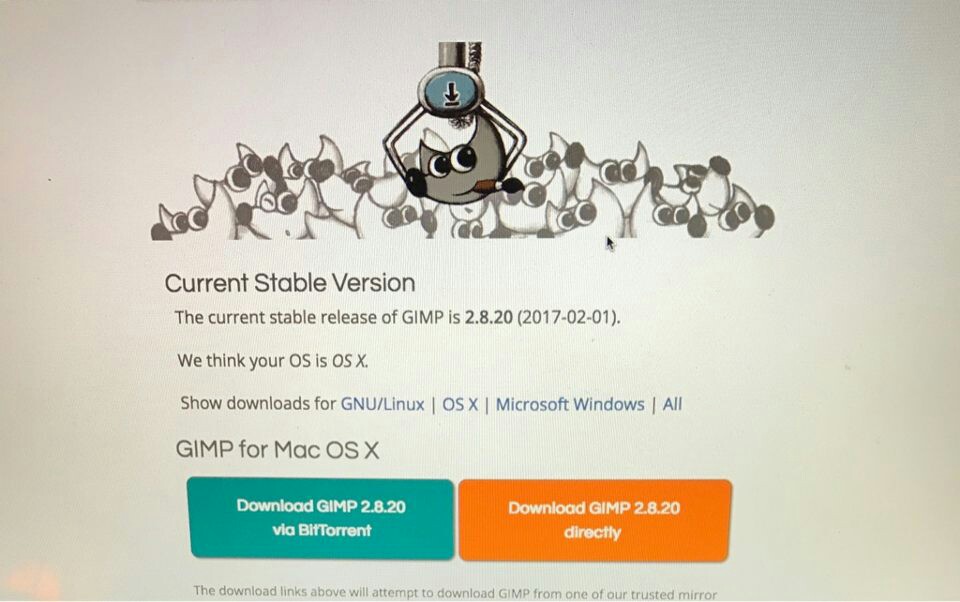 Current Stable Version
The current stable release of GIMP is 2.8.20 (2017-02-01).
We think your OS is OS X.
Show downloads for GNU/Linux | OS X | Microsoft Windows | All
GIMP for Mac OS X
Download GIMP 2.8.20
via BitTorrent
Download GIMP 2.8.20
directly
The download links above will attempt to download GIMP from one of our trusted mirror